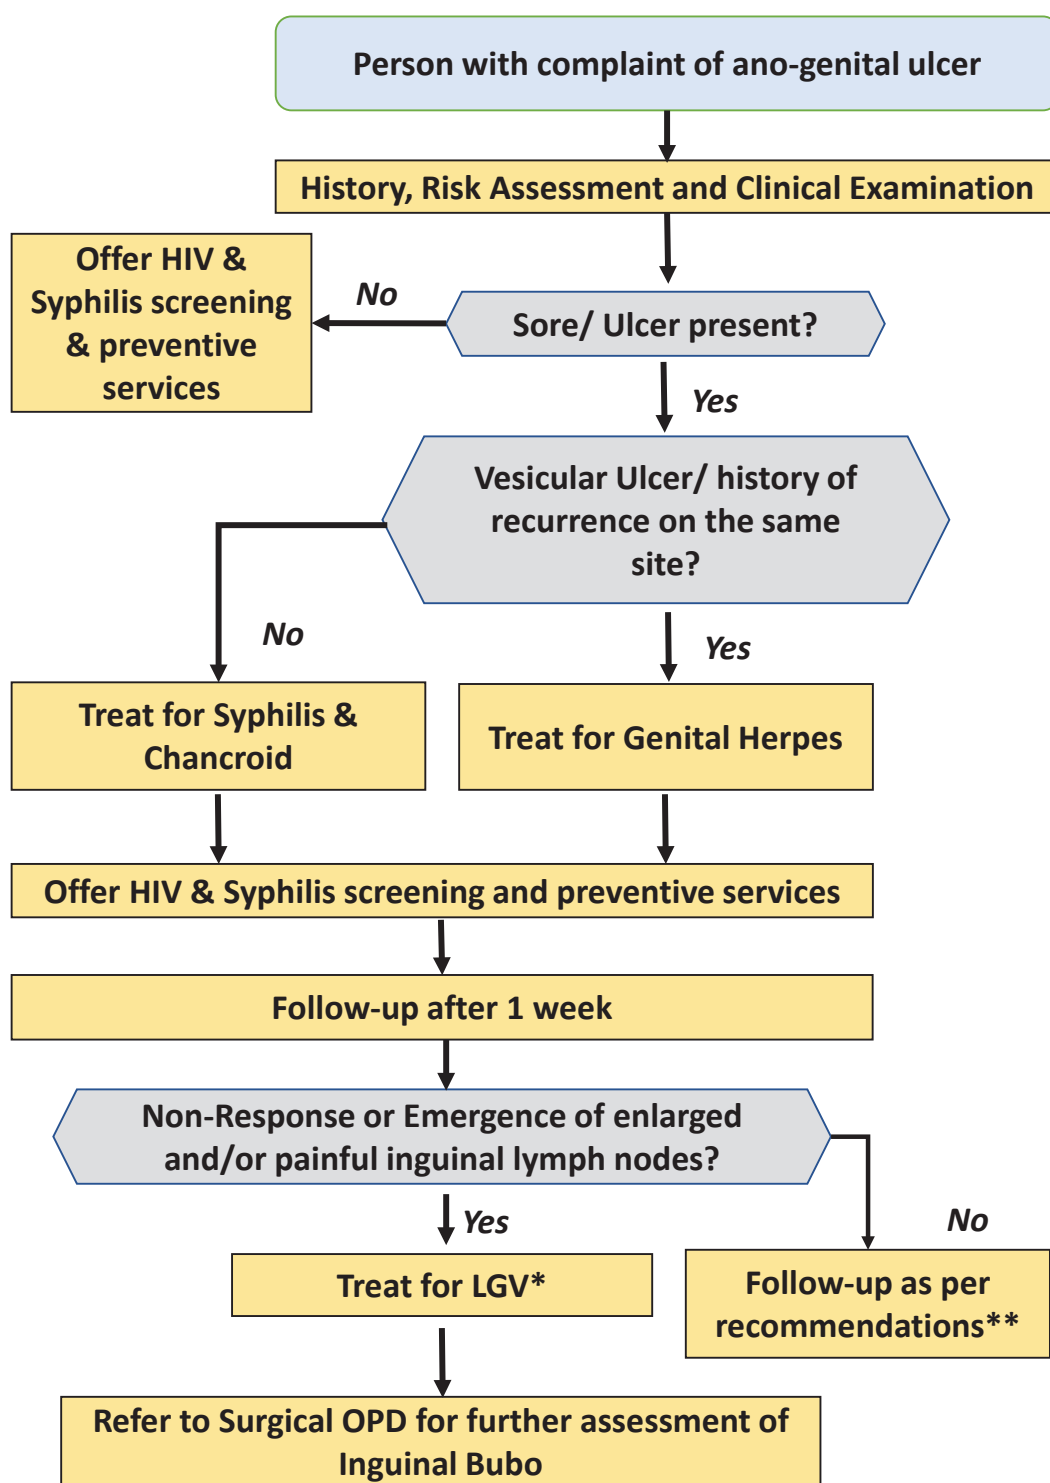 Person with complaint of ano-genital ulcer
History, Risk Assessment and Clinical Examination
Offer HIV &
Syphilis screening
& preventive
services
No
Sore/ Ulcer present?
Yes
Vesicular Ulcer/ history of
recurrence on the same
site?
No
Yes
Treat for Syphilis &
Chancroid
Treat for Genital Herpes
Offer HIV & Syphilis screening and preventive services
Follow-up after 1 week
Non-Response or Emergence of enlarged
and/or painful inguinal lymph nodes?
Yes
No
Treat for LGV*
Follow-up as per
recommendations**
Refer to Surgical OPD for further assessment of
Inguinal Bubo